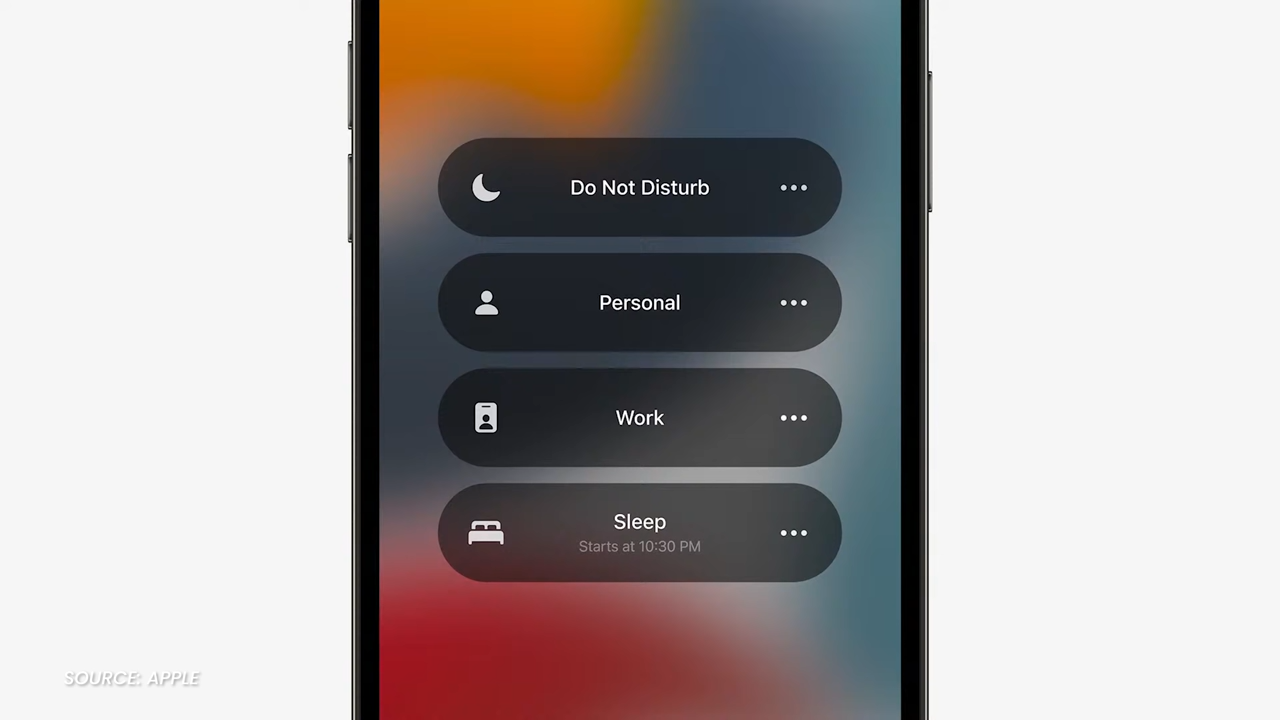 Do Not Disturb
Personal
Work
Sleep
Starts at 10:30 PM
SOURCE: APPLE